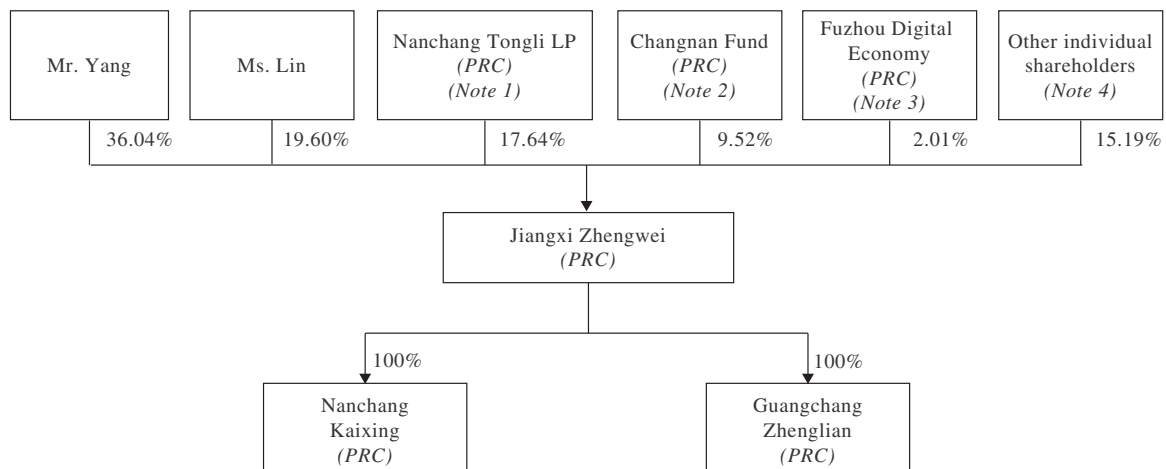 Mr. Yang
Ms. Lin
Nanchang Tongli LP
(PRC)
(Note 1)
Changnan Fund
(PRC)
(Note 2)
Fuzhou Digital
Economy
(PRC)
(Note 3)
Other individual
shareholders
(Note 4)
36.04%
19.60%
17.64%
9.52%
2.01%
15.19%
Jiangxi Zhengwei
(PRC)
100%
100%
Nanchang
Kaixing
(PRC)
Guangchang
Zhenglian
(PRC)